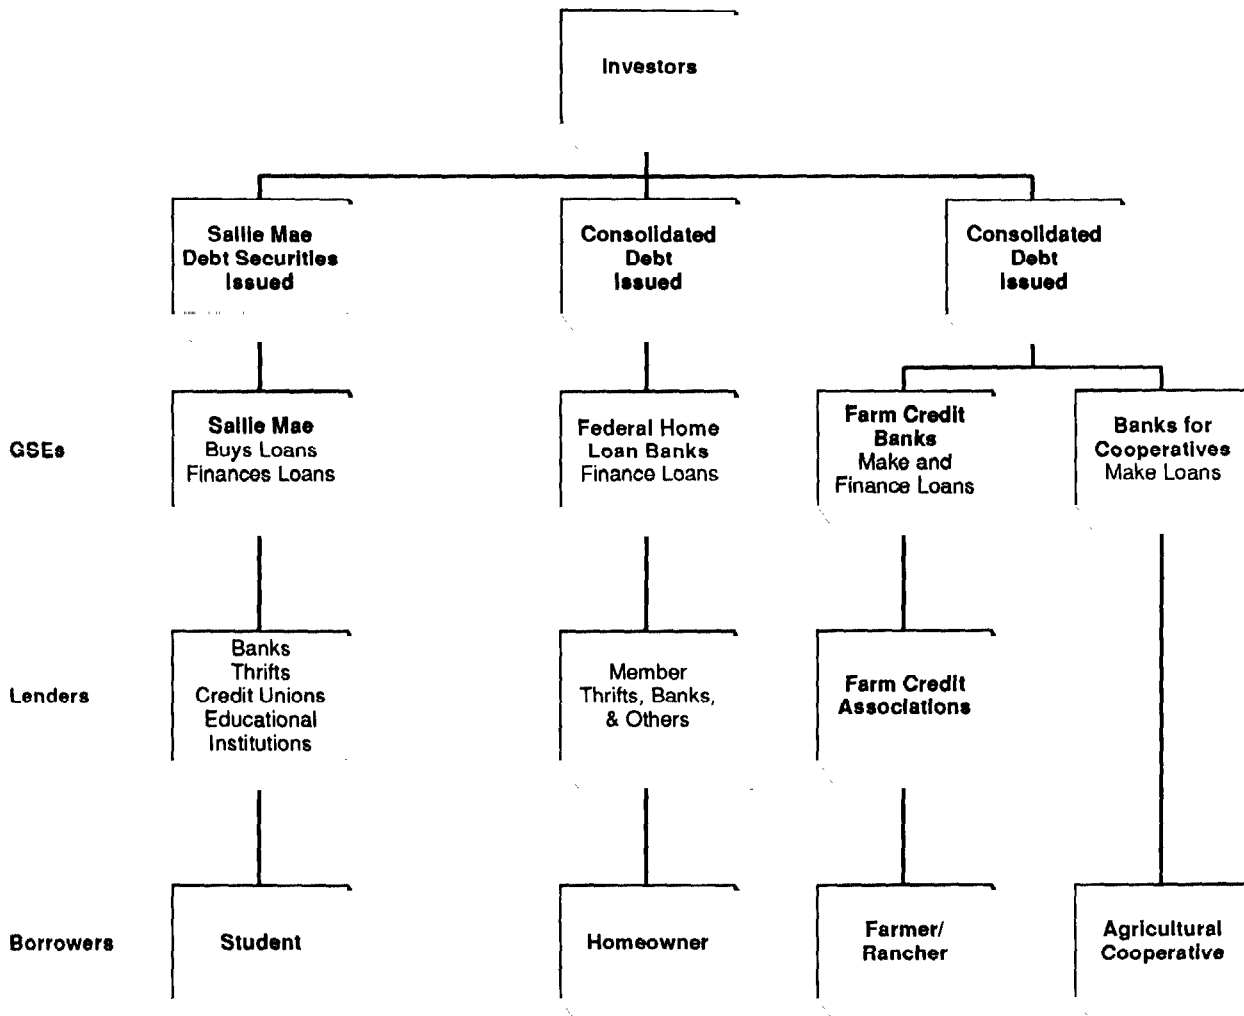 Investors
Sallie Mae
Debt Securities
Issued
Consolidated
Debt
Issued
Consolidated
Debt
Issued
GSEs
Sallie Mae
Buys Loans
Finances Loans
Federal Home
Loan Banks
Finance Loans
Farm Credit
Banks
Make and
Finance Loans
Banks for
Cooperatives
Make Loans
Lenders
Banks
Thrifts
Credit Unions
Educational
Institutions
Member
Thrifts, Banks,
& Others
Farm Credit
Associations
Borrowers
Student
Homeowner
Farmer/
Rancher
Agricultural
Cooperative